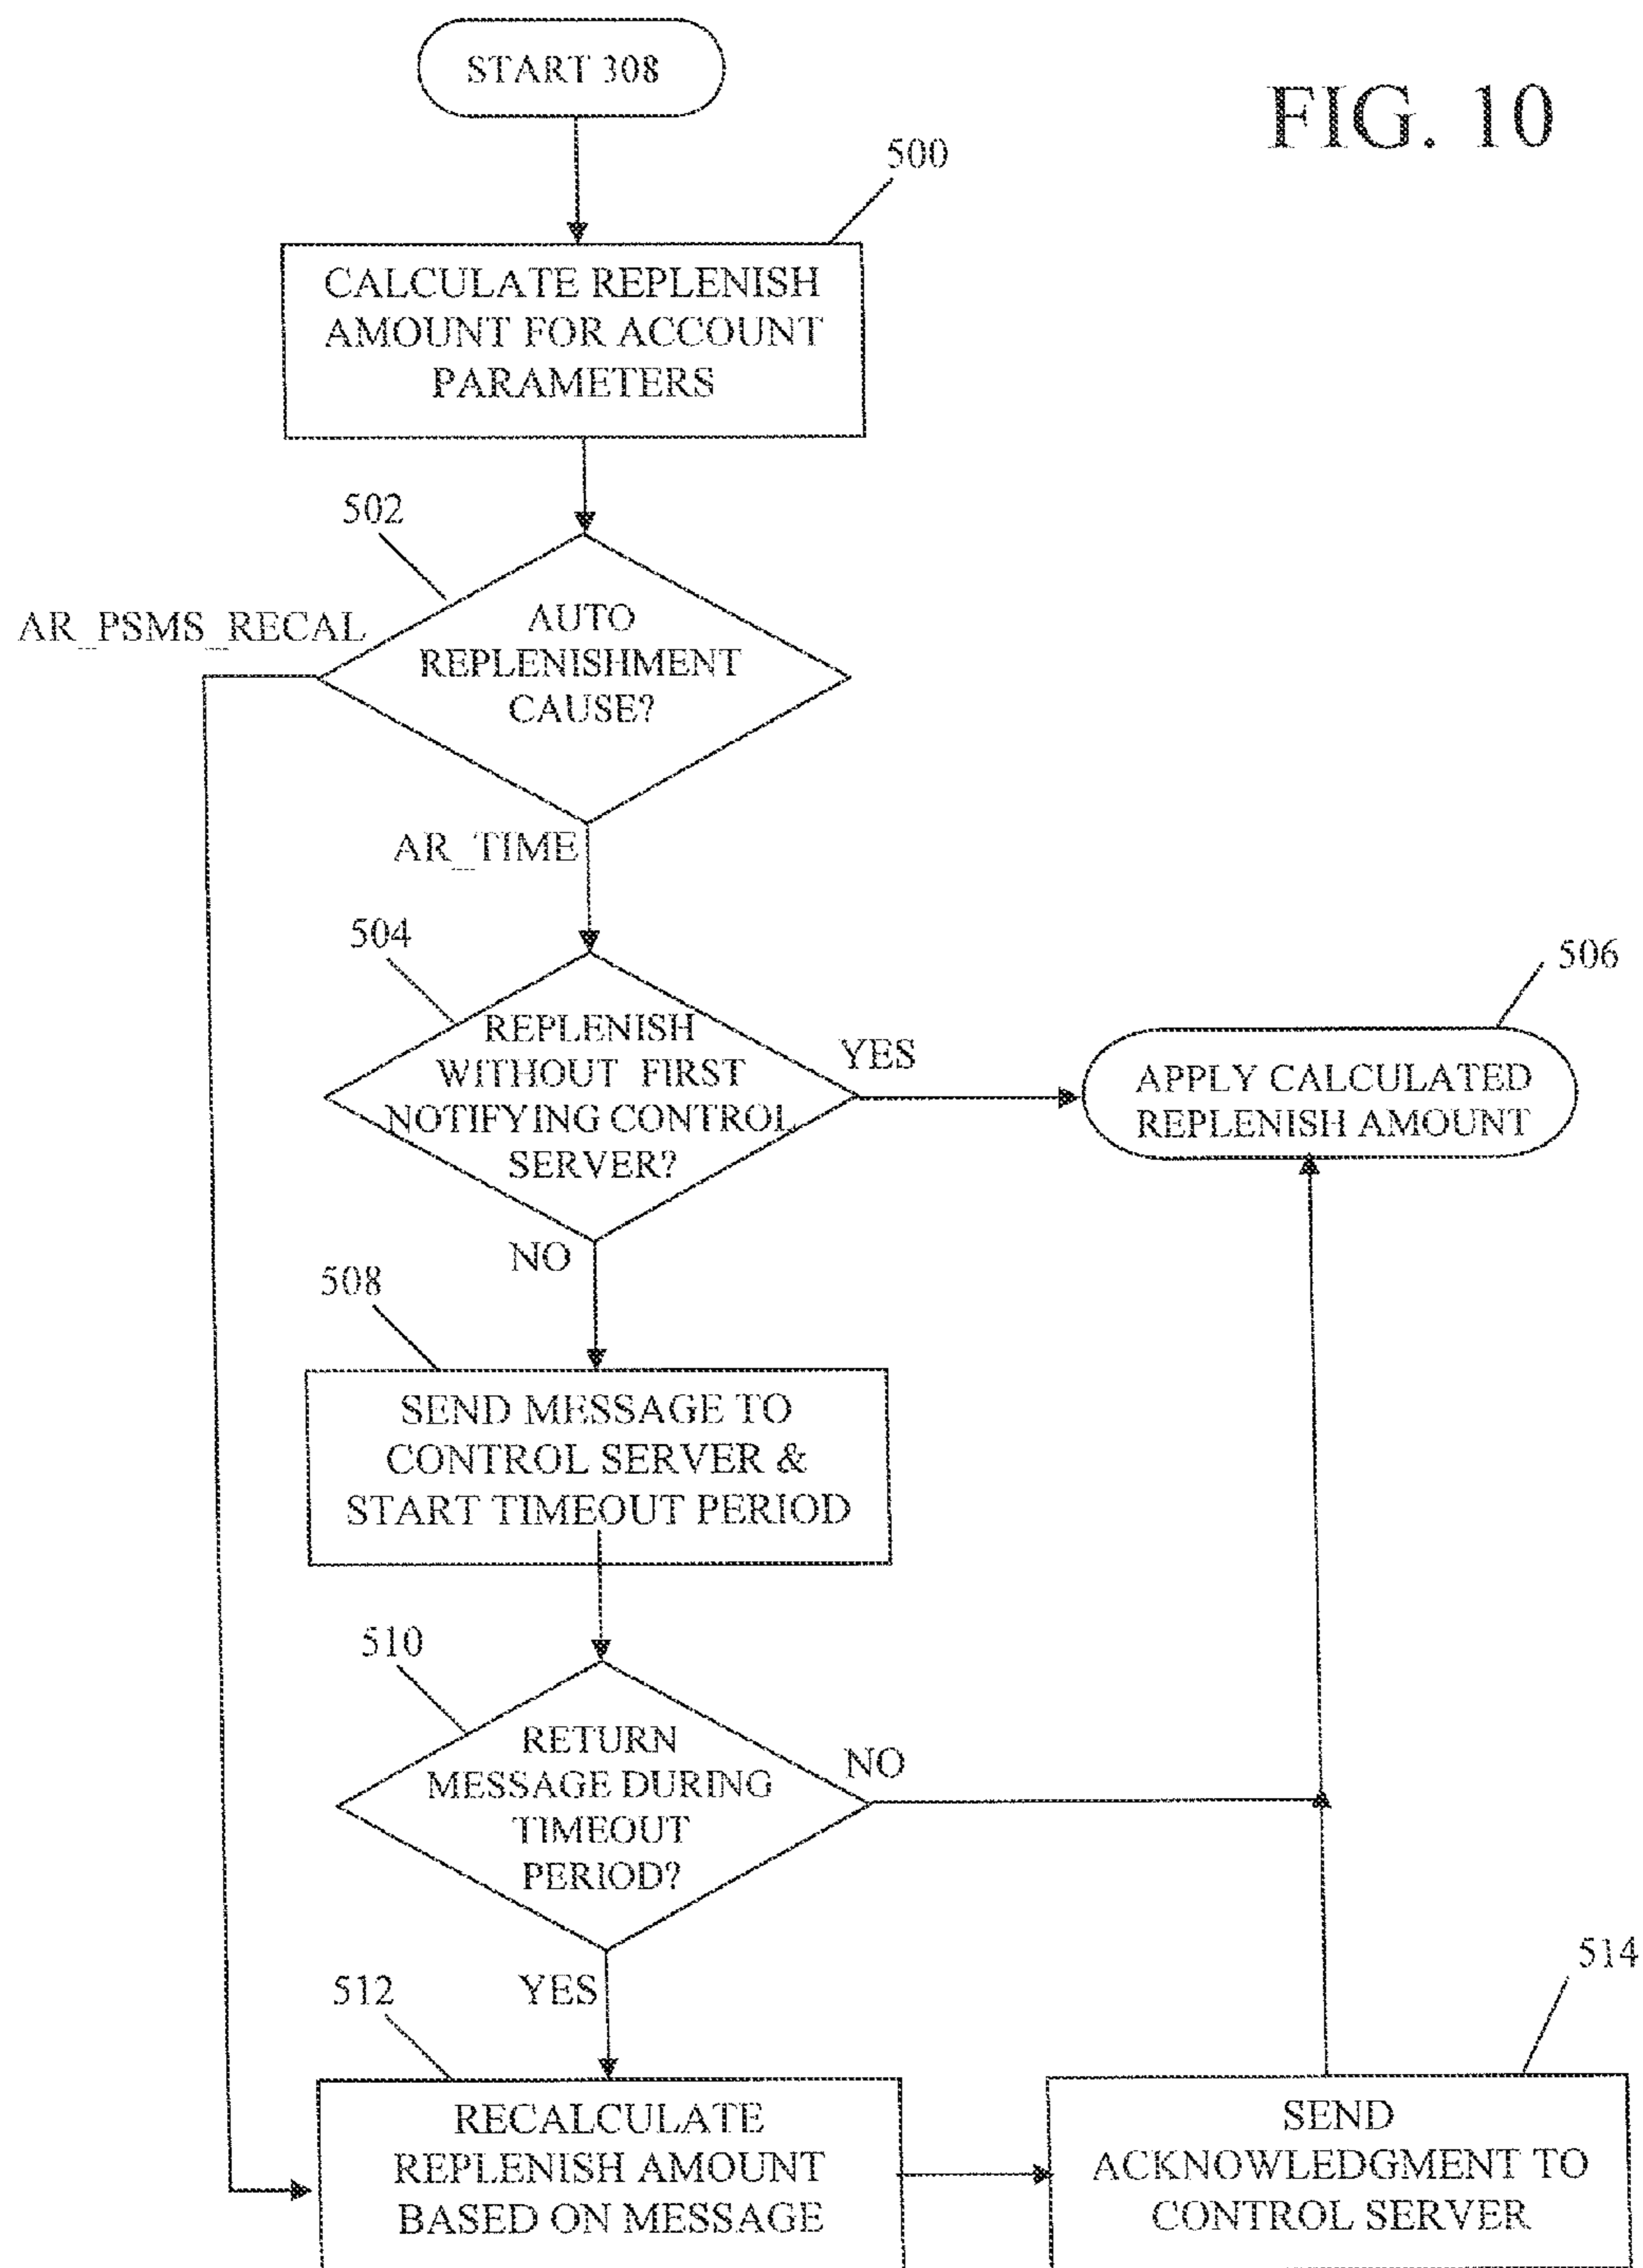 START 308
FIG. 10
500
CALCULATE REPLENISH
AMOUNT FOR ACCOUNT
PARAMETERS
502
AR_PSMS_RECAL
AUTO
REPLENISHMENT
CAUSE?
AR_TIME
504
REPLENISH
WITHOUT FIRST
NOTIFYING CONTROL
SERVER?
YES
506
APPLY CALCULATED
REPLENISH AMOUNT
NO
508
SEND MESSAGE TO
CONTROL SERVER &
START TIMEOUT PERIOD
510
RETURN
MESSAGE DURING
TIMEOUT
PERIOD?
NO
YES
512
RECALCULATE
REPLENISH AMOUNT
BASED ON MESSAGE
514
SEND
ACKNOWLEDGMENT TO
CONTROL SERVER